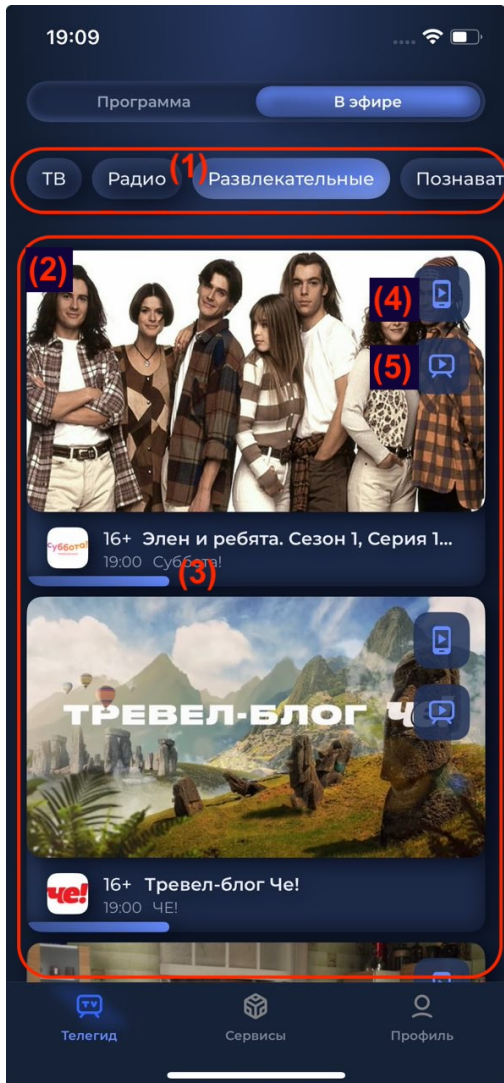 19:09
Программа В эфире
ТВ Радио (1) Развлекательные Познават
(2)
(4)
(5)
Суббота!
16+ Элен и ребята. Сезон 1, Серия 1...
19:00 Суббота!
(3)
ТРЕВЕЛ-БЛОГ ЧЕ!
че!
16+ Тревел-блог Че!
19:00 ЧЕ!
TV
Телегид Сервисы Профиль